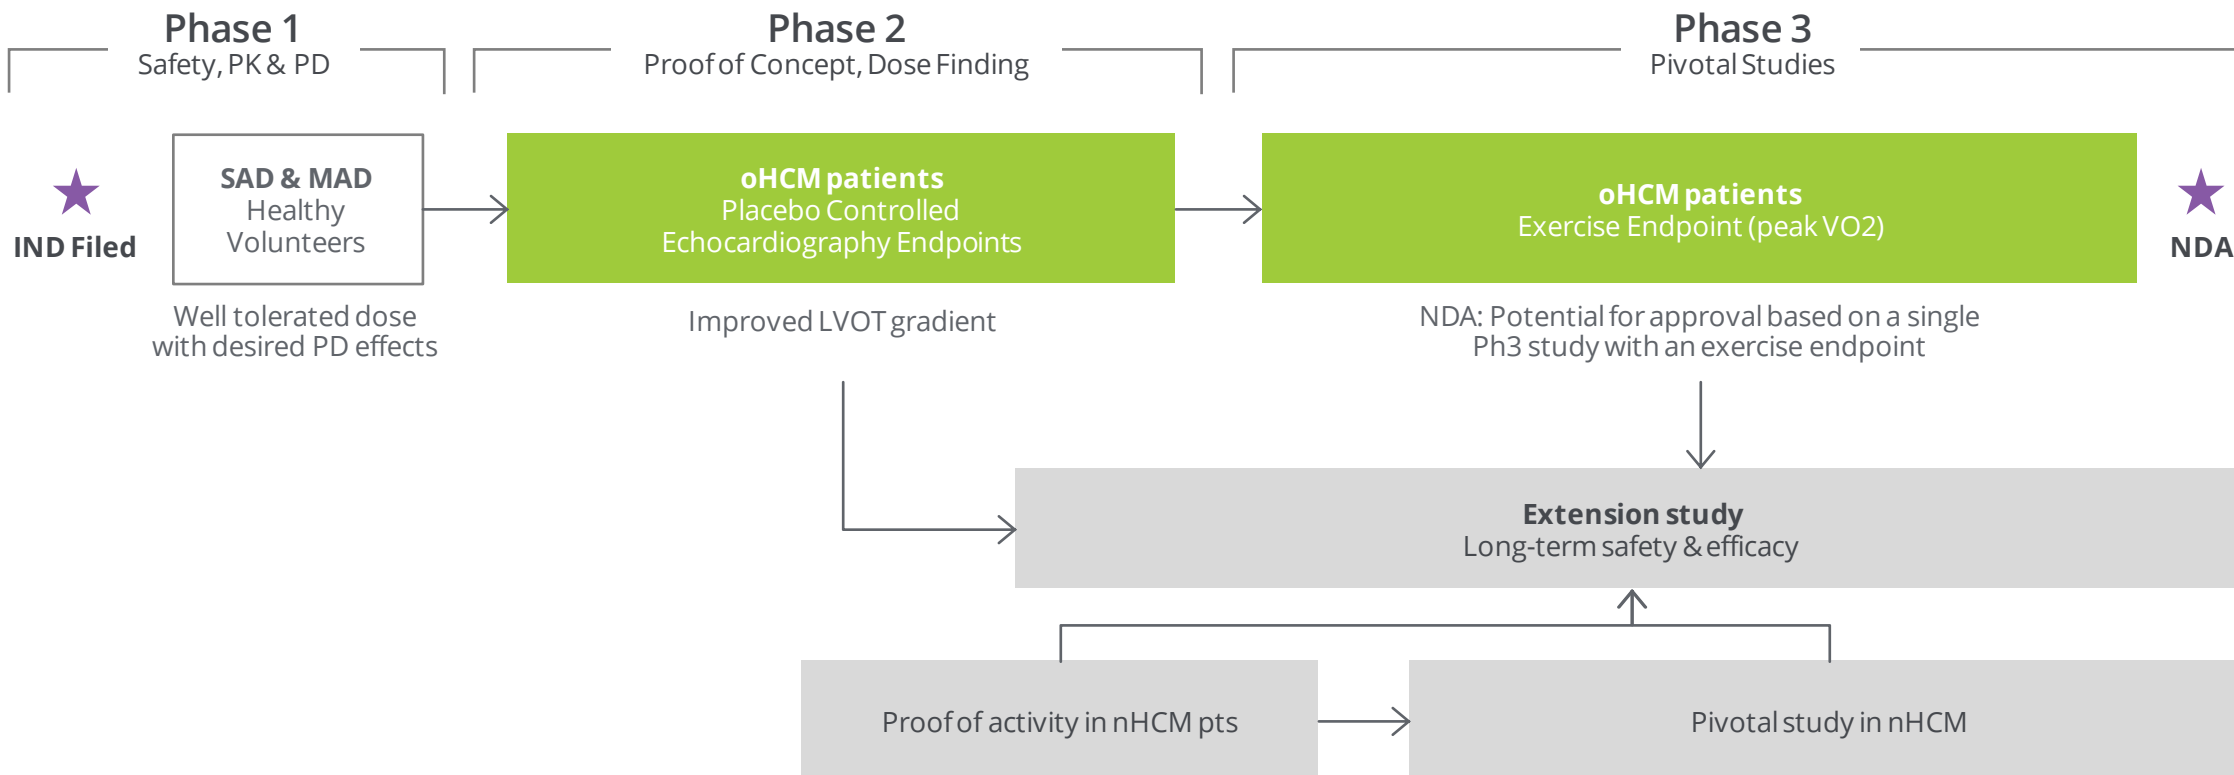 Phase 1
Safety, PK & PD
Phase 2
Proof of Concept, Dose Finding
Phase 3
Pivotal Studies
IND Filed
SAD & MAD
Healthy
Volunteers
oHCM patients
Placebo Controlled
Echocardiography Endpoints
oHCM patients
Exercise Endpoint (peak VO2)
NDA
Well tolerated dose
with desired PD effects
Improved LVOT gradient
NDA: Potential for approval based on a single
Ph3 study with an exercise endpoint
Extension study
Long-term safety & efficacy
Proof of activity in nHCM pts
Pivotal study in nHCM